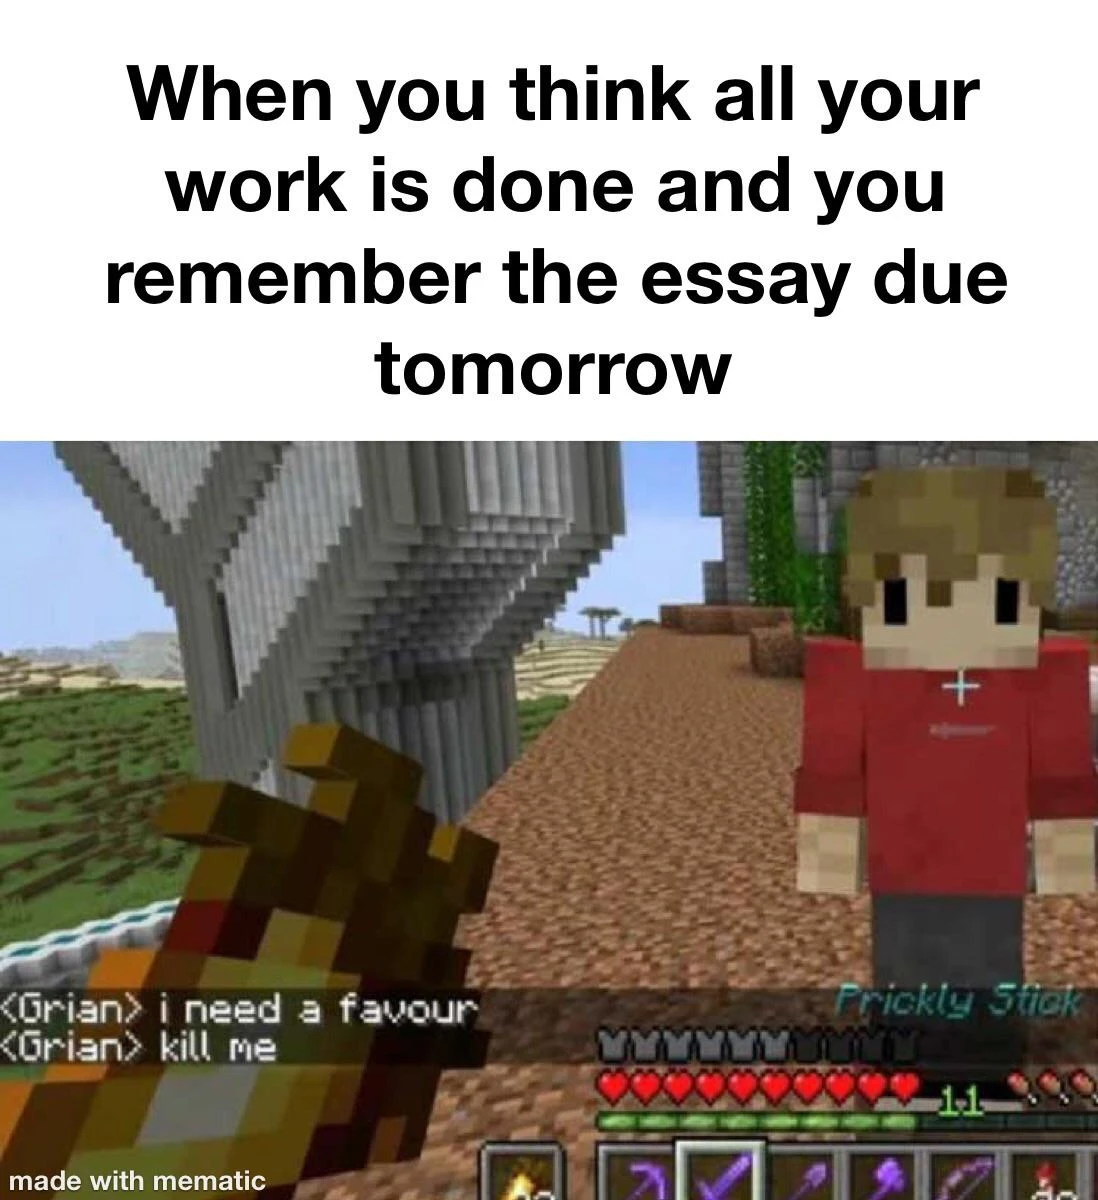 When you think all your
work is done and you
remember the essay due
tomorrow
<Grian> i need a favour
<Grian> kill me
Prickly Stick
11
made with mematic